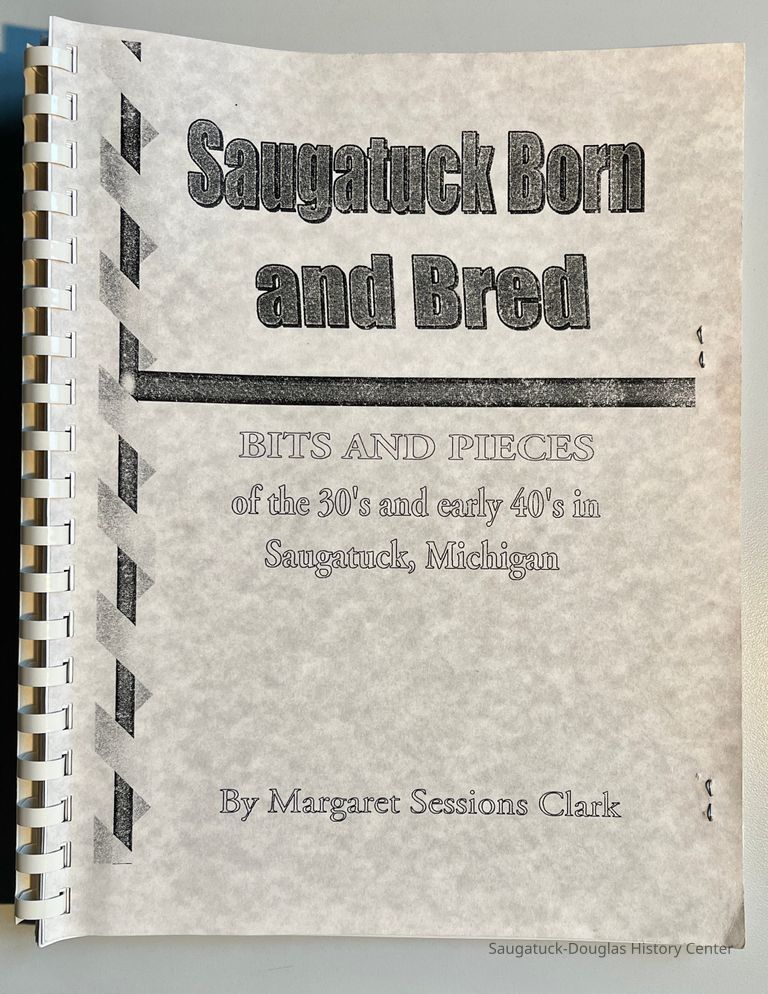 Saugatuck Born
and Bred
BITS AND PIECES
of the 30's and early 40's in
Saugatuck, Michigan
By Margaret Sessions Clark
Saugatuck-Douglas History Center